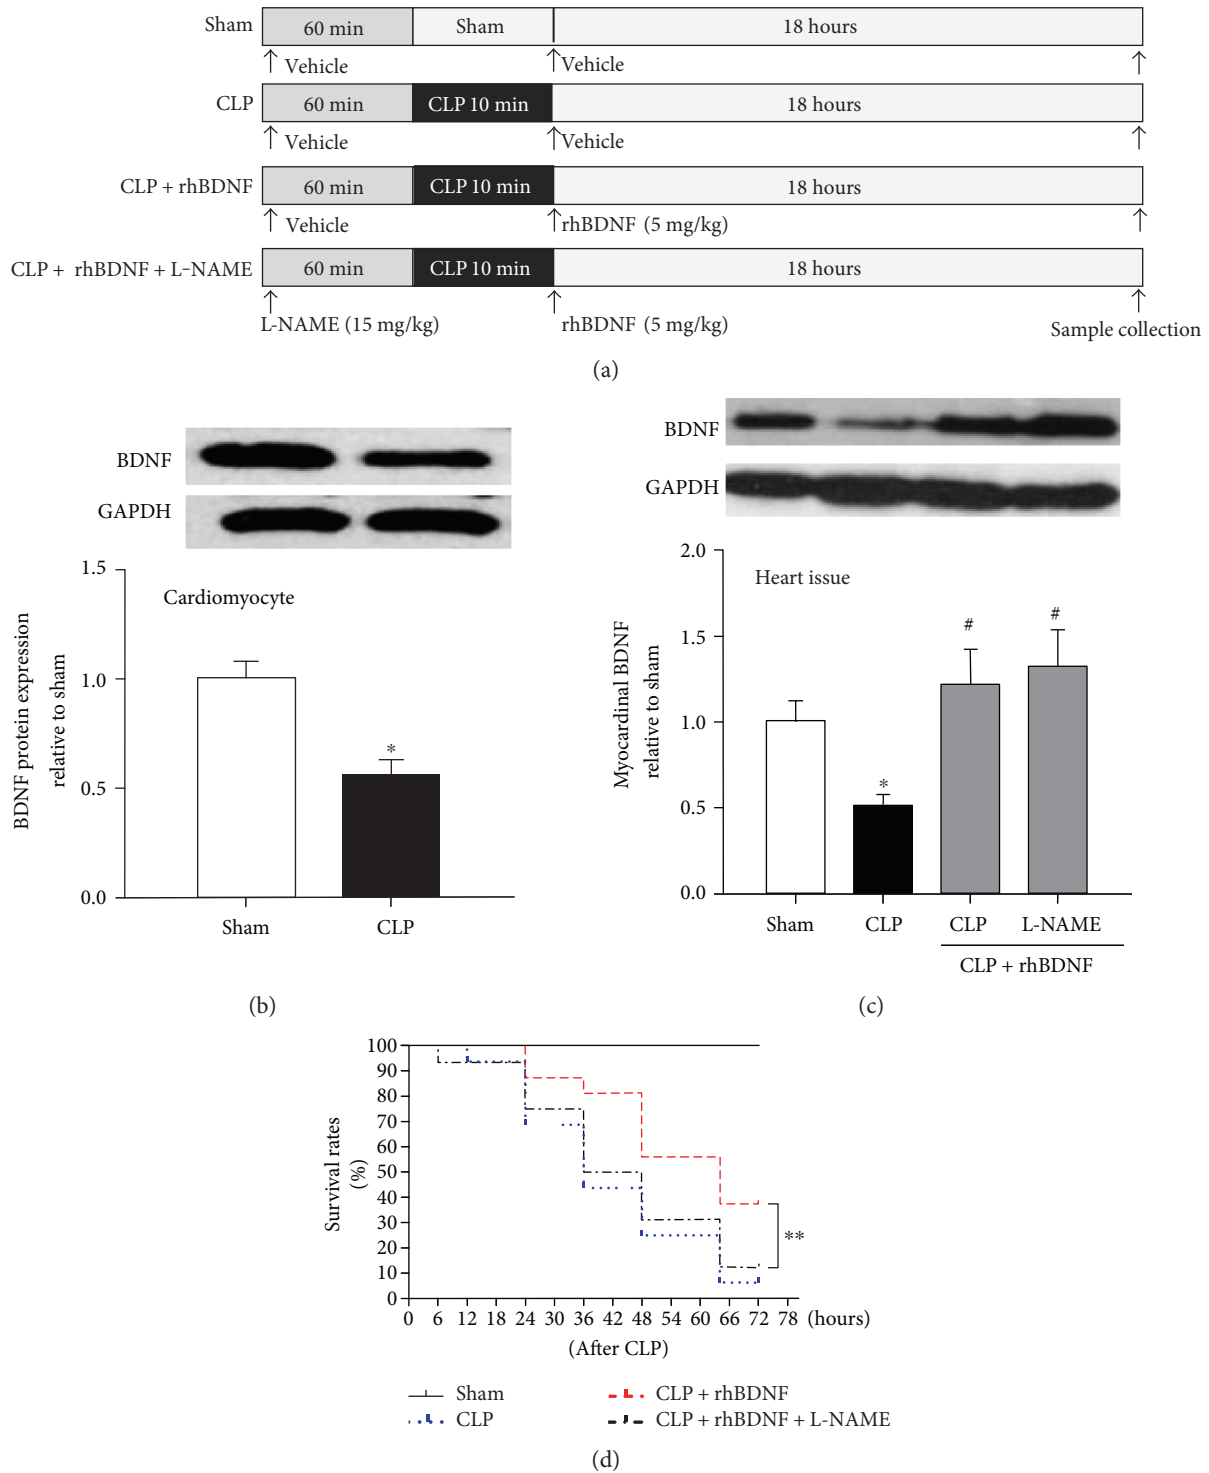 Sham 60 min Sham 18 hours
Vehicle Vehicle
CLP 60 min CLP 10 min 18 hours
Vehicle Vehicle
CLP + rhBDNF 60 min CLP 10 min 18 hours
Vehicle rhBDNF (5 mg/kg)
CLP + rhBDNF + L-NAME 60 min CLP 10 min 18 hours
L-NAME (15 mg/kg) rhBDNF (5 mg/kg) Sample collection
(a)
BDNF
GAPDH
1.5
1.0
0.5
0.0
BDNF protein expression
relative to sham
Cardiomyocyte
*
Sham CLP
(b)
BDNF
GAPDH
2.0
1.5
1.0
0.5
0.0
Myocardinal BDNF
relative to sham
Heart issue
* # #
Sham CLP CLP L-NAME
CLP + rhBDNF
(c)
100
90
80
70
60
50
40
30
20
10
0
Survival rates
(%)
**
0 6 12 18 24 30 36 42 48 54 60 66 72 78 (hours)
(After CLP)
Sham CLP + rhBDNF
CLP CLP + rhBDNF + L-NAME
(d)